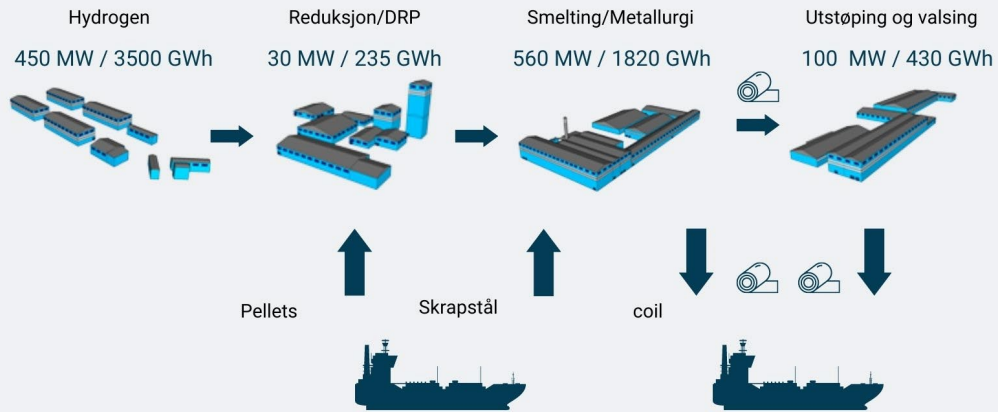 Hydrogen
Reduksjon/DRP
Smelting/Metallurgi
Utstøping og valsing
450 MW / 3500 GWh
30 MW / 235 GWh
560 MW / 1820 GWh
100 MW / 430 GWh
Pellets
Skrapstål
coil